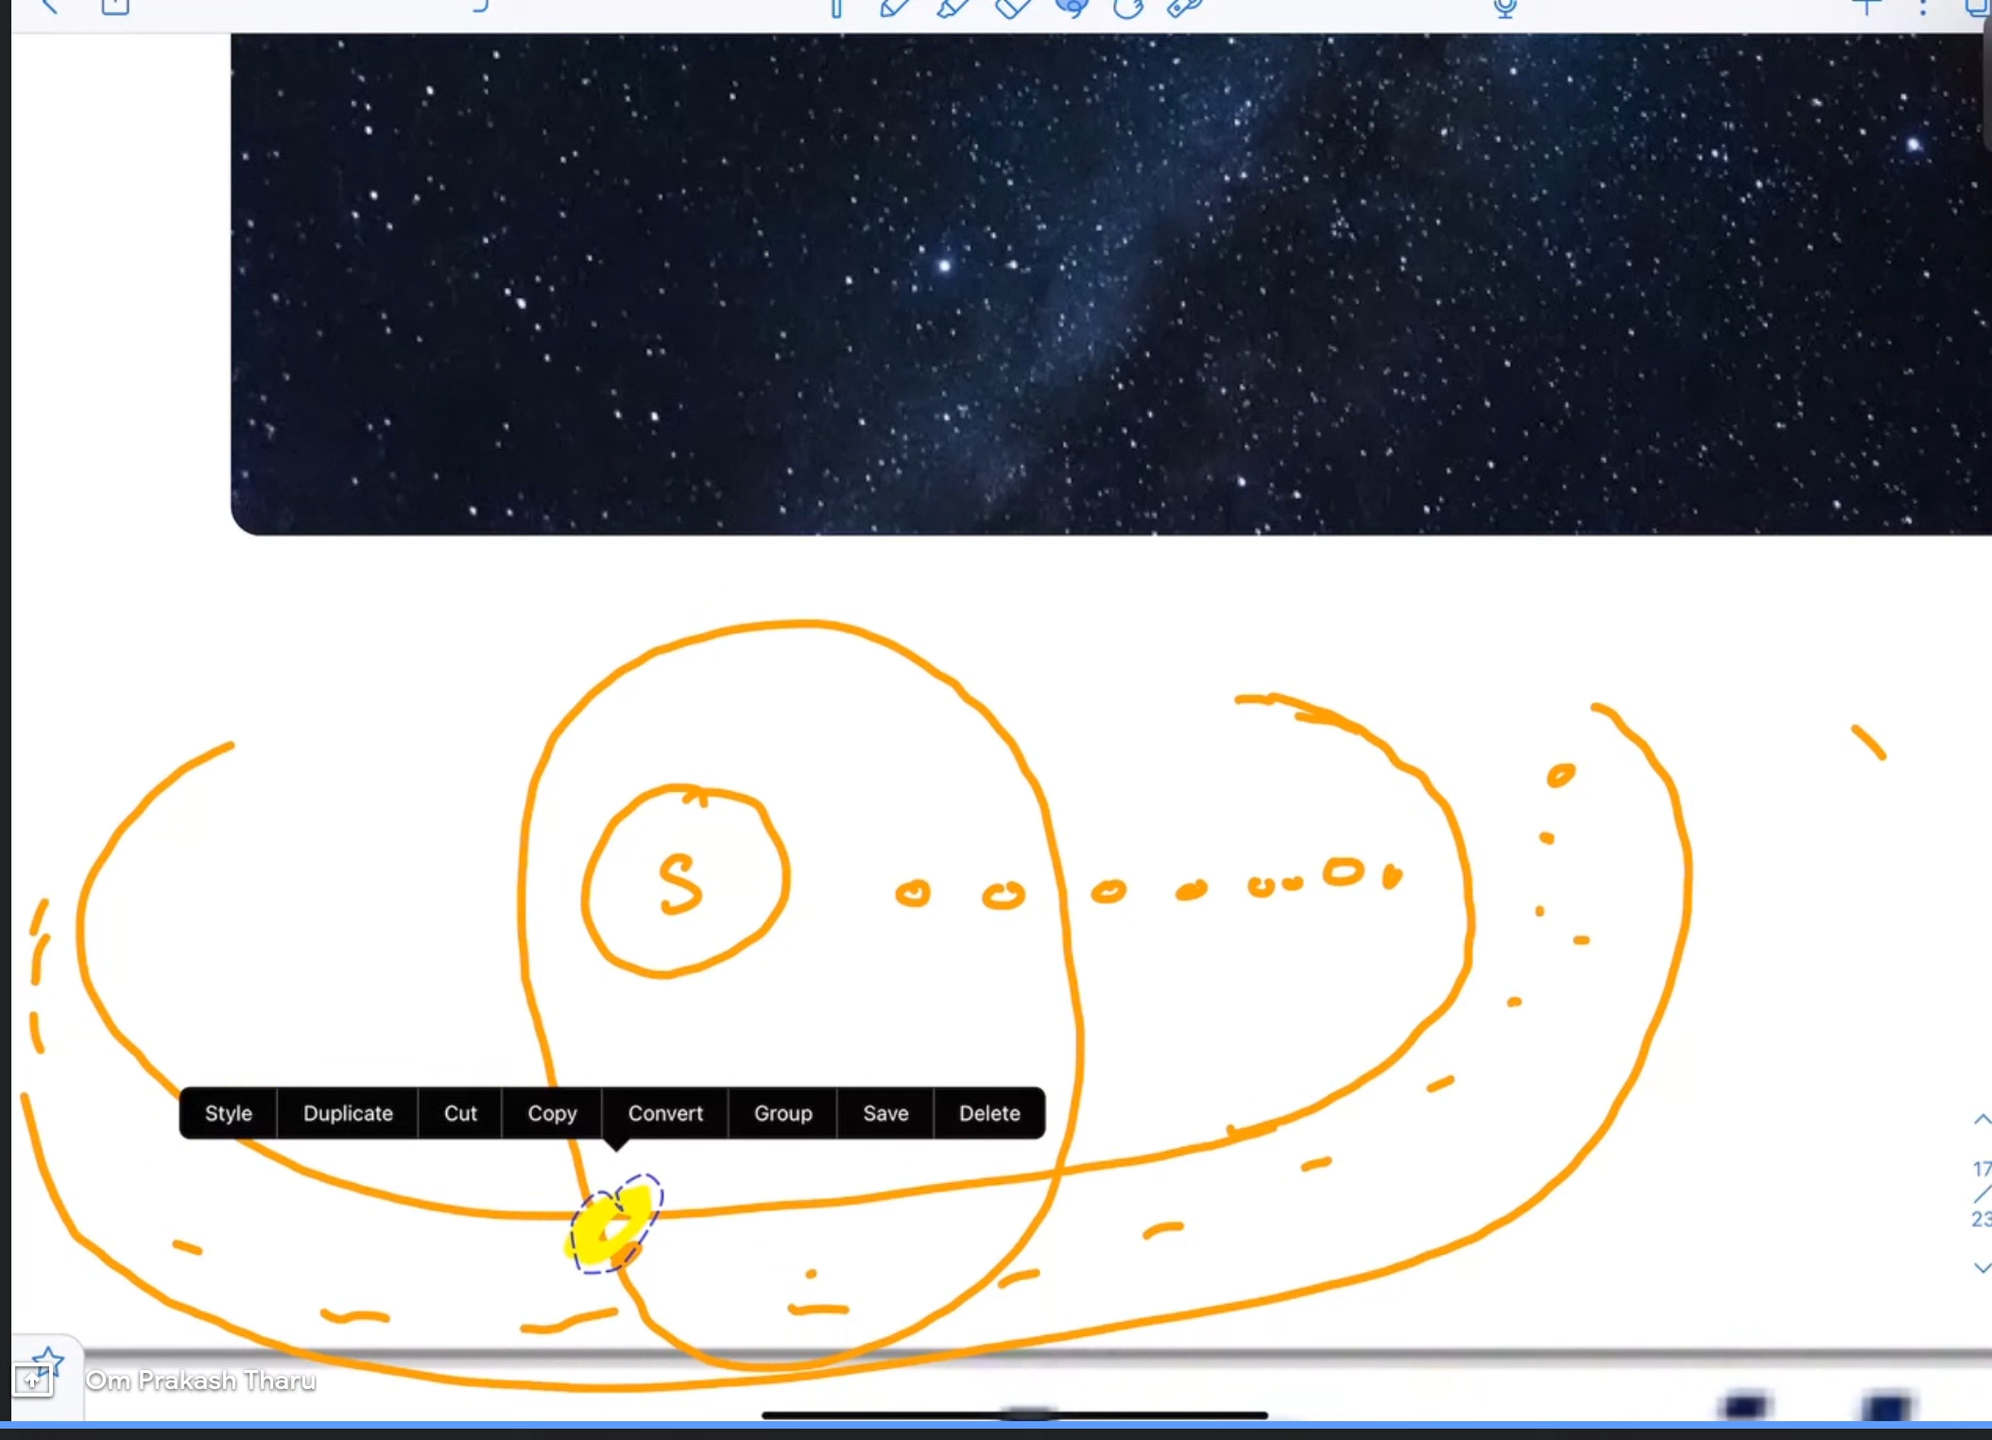 S
Style Duplicate Cut Copy Convert Group Save Delete
17
23
Om Prakash Tharu